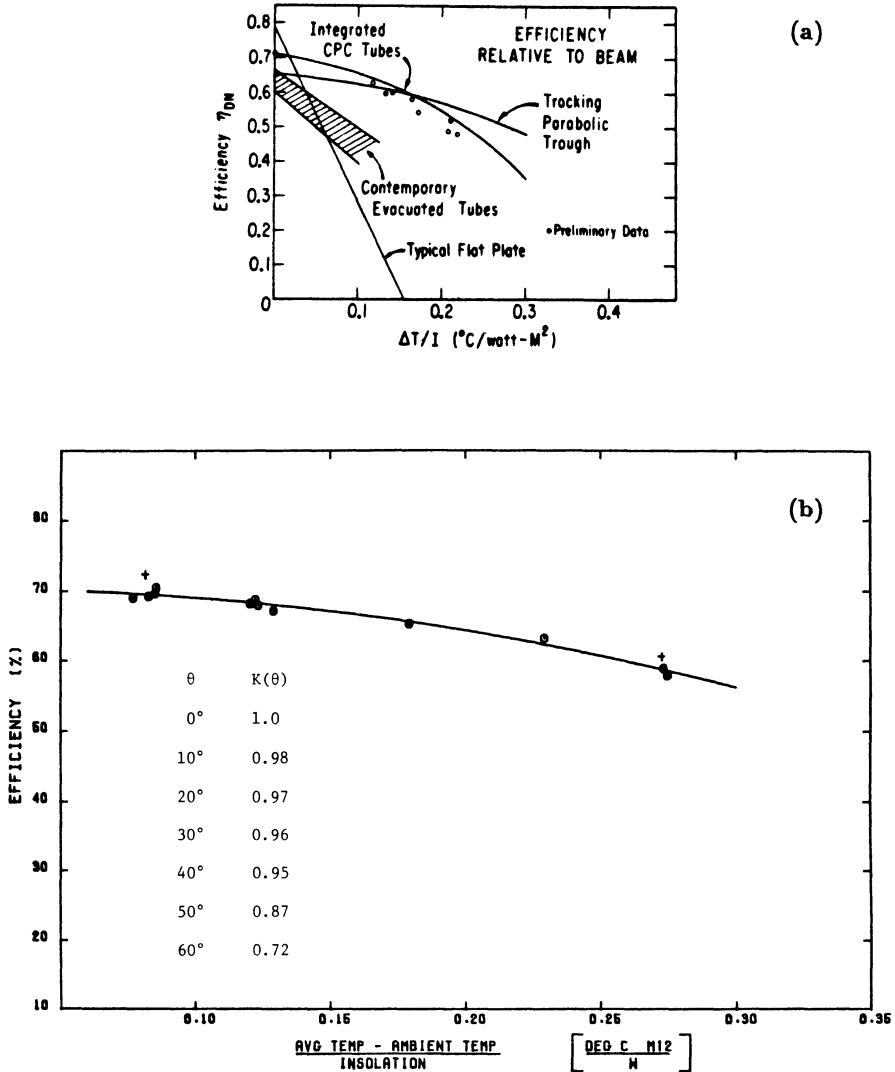 (a)
EFFICIENCY
RELATIVE TO BEAM
Integrated
CPC Tubes
Tracking
Parabolic
Trough
Contemporary
Evacuated Tubes
Typical Flat Plate
Preliminary Data
Efficiency ηDN
0.8
0.7
0.6
0.5
0.4
0.3
0.2
0.1
0
0 0.1 0.2 0.3 0.4
ΔT/I (°C/watt-M²)
(b)
EFFICIENCY (%)
80
70
60
50
40
30
20
10
θ K(θ)
0° 1.0
10° 0.98
20° 0.97
30° 0.96
40° 0.95
50° 0.87
60° 0.72
0.10 0.15 0.20 0.25 0.30 0.35
AVG TEMP - AMBIENT TEMP
INSOLATION
DEG C M12
W